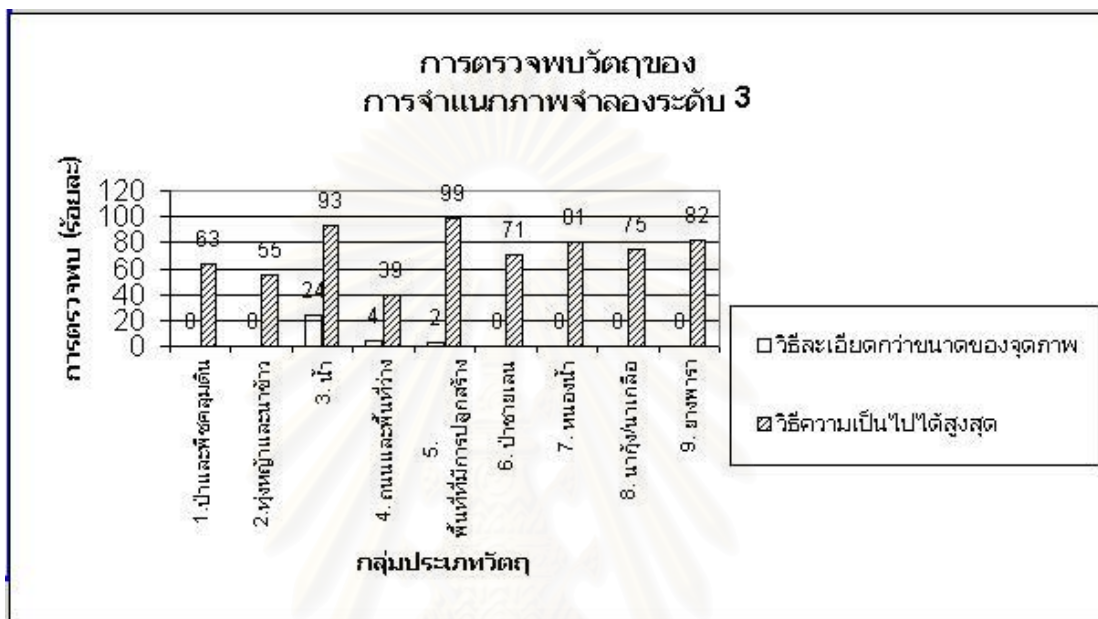 การตรวจพบวัตถุของ
การจำแนกภาพจำลองระดับ 3
การตรวจพบ (ร้อยละ)
120
100
80
60
40
20
0
0 63
0 55
24 93
4 39
2 99
0 71
0 81
0 75
0 82
1.ป่าและพืชคลุมดิน
2.ทุ่งหญ้าและนาข้าว
3. น้ำ
4. ถนนและพื้นที่ว่าง
5.
พื้นที่ที่มีการปลูกสร้าง
6. ป่าชายเลน
7. หนองน้ำ
8. นากุ้ง/นาเกลือ
9. ยางพารา
กลุ่มประเภทวัตถุ
วิธีละเอียดกว่าขนาดของจุดภาพ
วิธีความเป็นไปได้สูงสุด